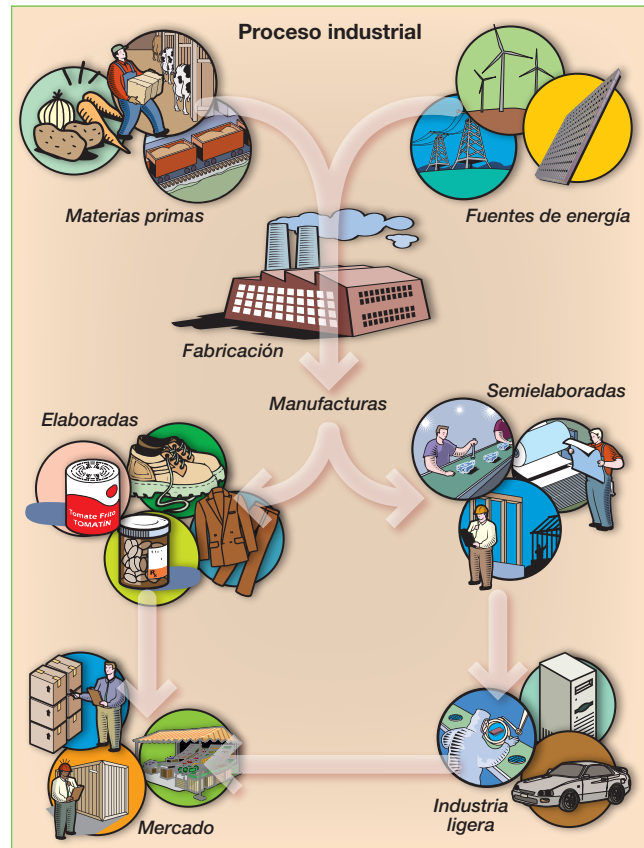 Proceso industrial
Materias primas
Fuentes de energía
Fabricación
Manufacturas
Elaboradas
Semielaboradas
Tomate Frito
TOMATÍN
Mercado
Industria
ligera